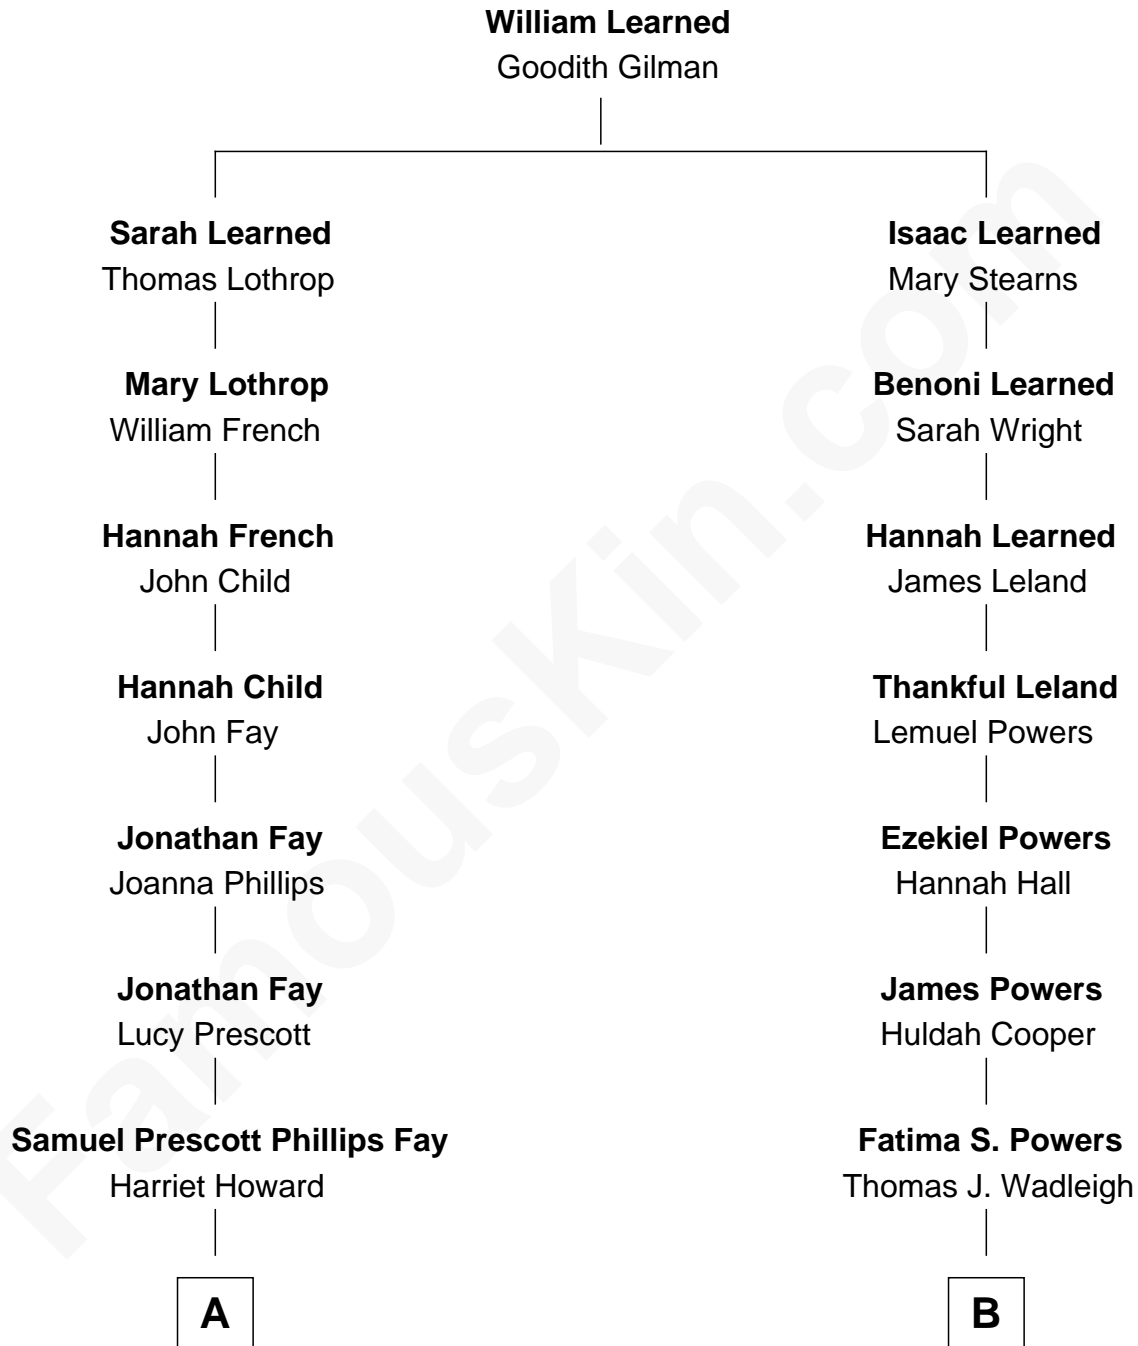 William Learned
Goodith Gilman
Sarah Learned
Thomas Lothrop
Isaac Learned
Mary Stearns
Mary Lothrop
William French
Benoni Learned
Sarah Wright
Hannah French
John Child
Hannah Learned
James Leland
Hannah Child
John Fay
Thankful Leland
Lemuel Powers
Jonathan Fay
Joanna Phillips
Ezekiel Powers
Hannah Hall
Jonathan Fay
Lucy Prescott
James Powers
Huldah Cooper
Samuel Prescott Phillips Fay
Harriet Howard
Fatima S. Powers
Thomas J. Wadleigh
A
B
FamousKin.com